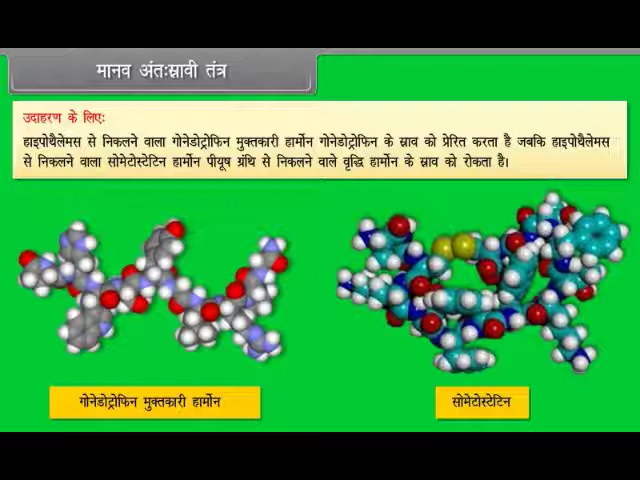 मानव अंतःस्रावी तंत्र
उदाहरण के लिएः
हाइपोथैलेमस से निकलने वाला गोनेडोट्रोफिन मुक्तकारी हार्मोन गोनेडोट्रोफिन के स्राव को प्रेरित करता है जबकि हाइपोथैलेमस
से निकलने वाला सोमेटोस्टेटिन हार्मोन पीयूष ग्रंथि से निकलने वाले वृद्धि हार्मोन के स्राव को रोकता है।
गोनेडोट्रोफिन मुक्तकारी हार्मोन
सोमेटोस्टेटिन